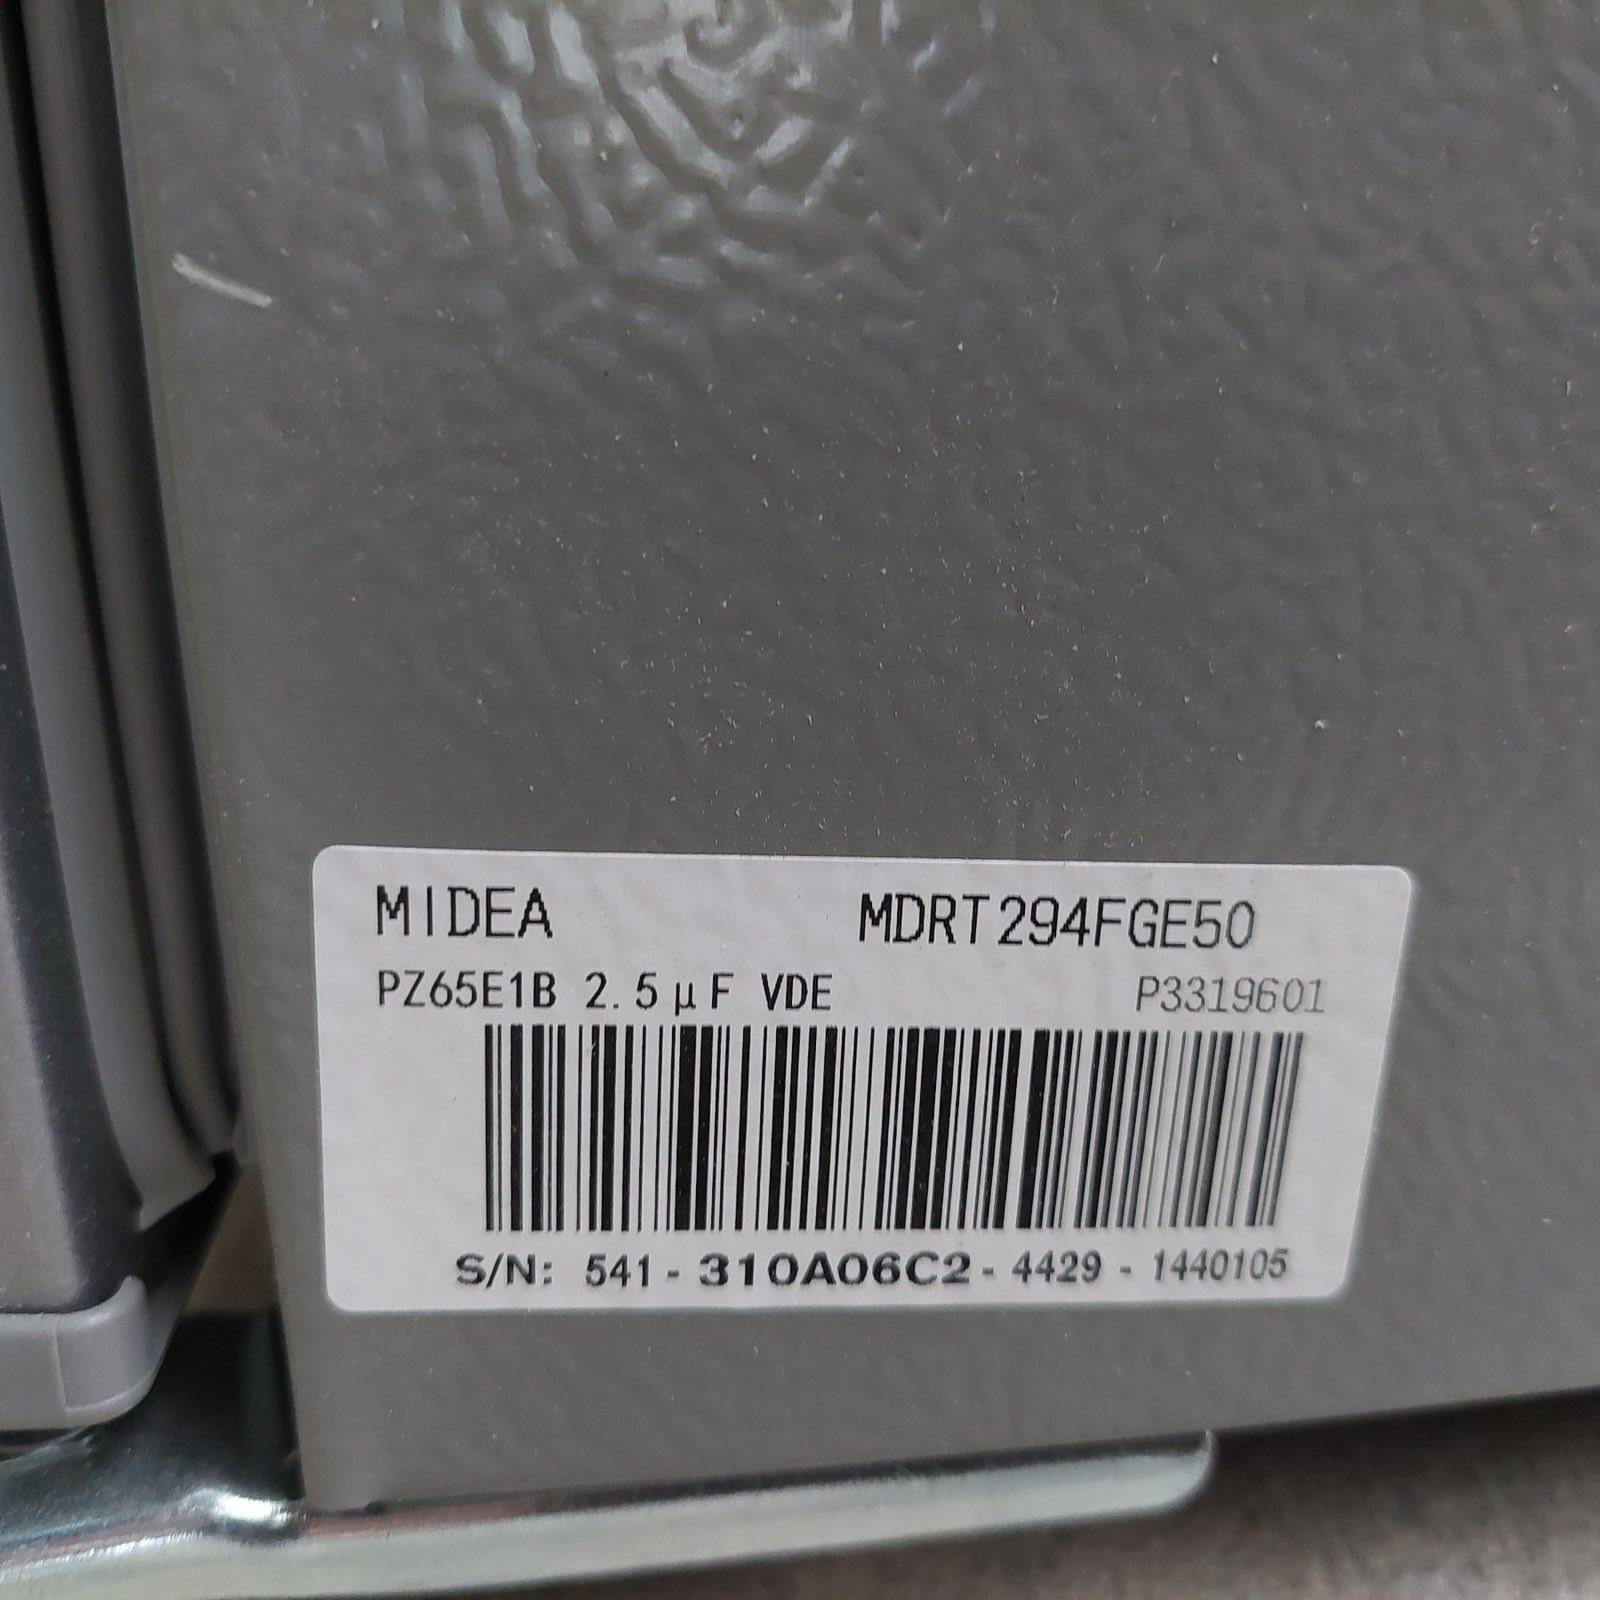 MIDEA MDRT294FGE50
PZ65E1B 2.5μF VDE P3319601
S/N: 541-310A06C2-4429-1440105